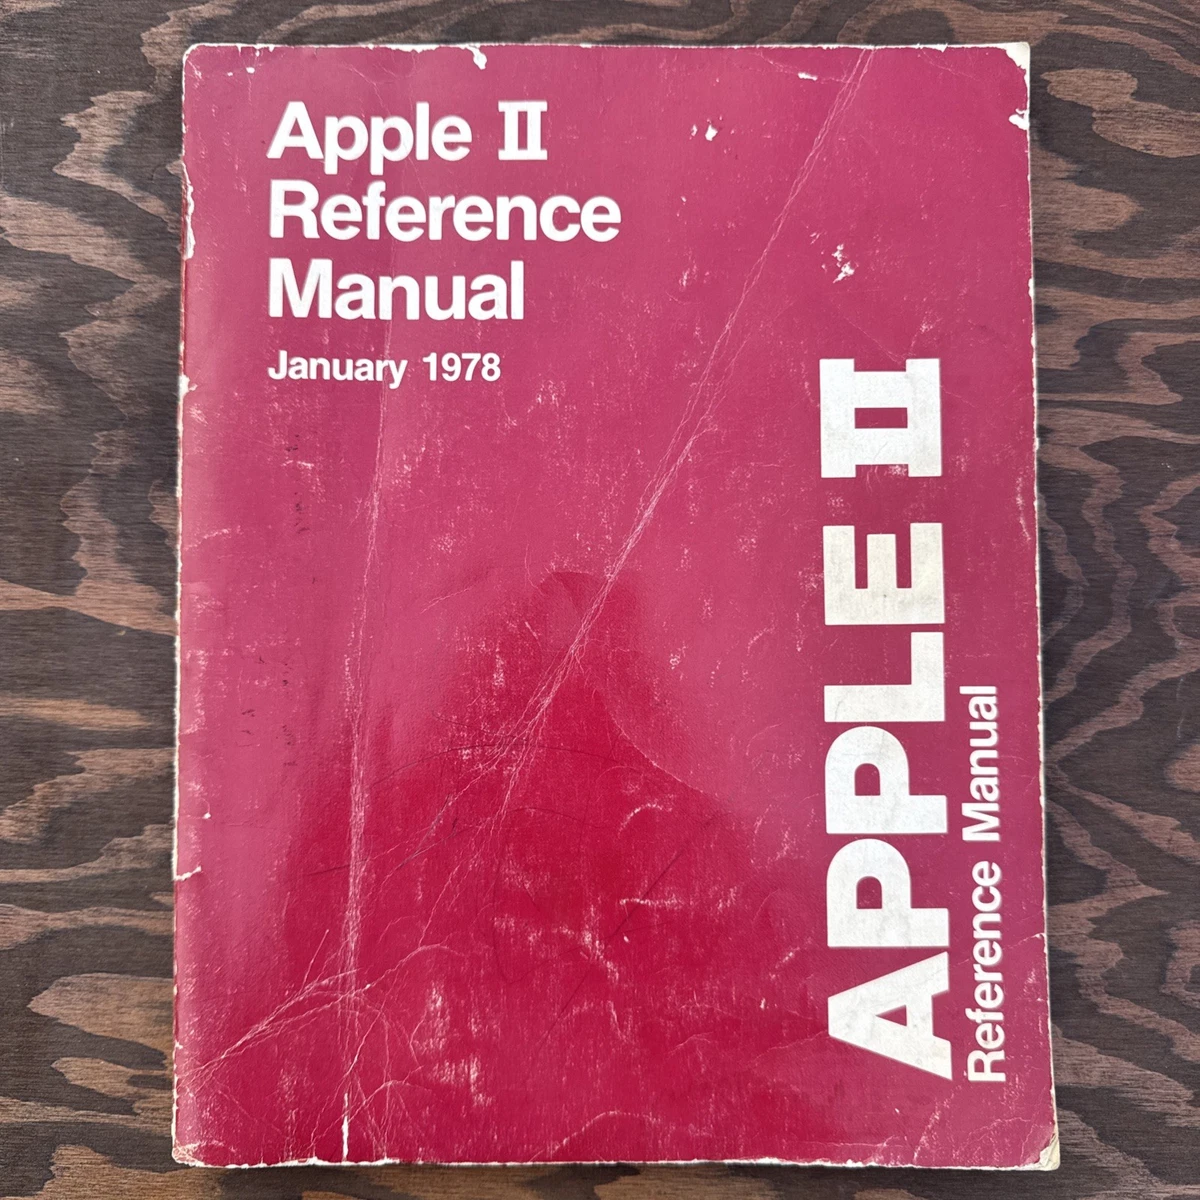 Apple II
Reference
Manual
January 1978
APPLE II
Reference Manual